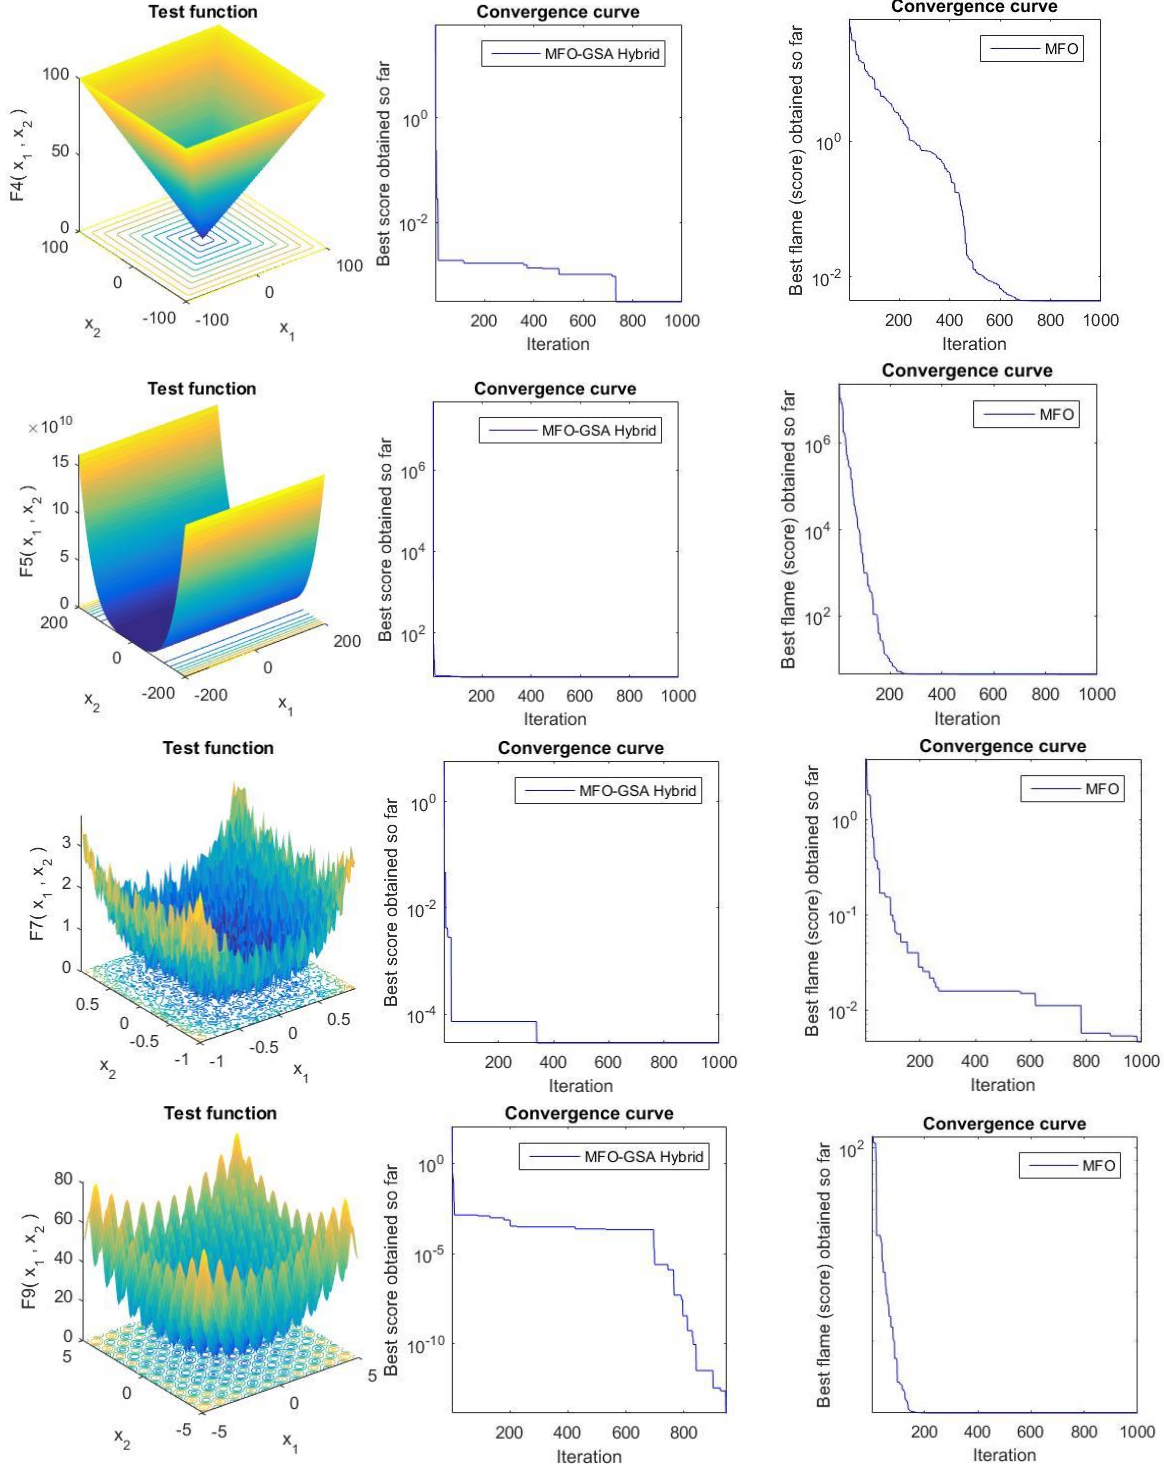 Test function
Convergence curve
Convergence curve
F4( x1 , x2 )
100
50
0
100
0
-100
x2
-100
0
100
x1
Best score obtained so far
MFO-GSA Hybrid
10^0
10^-2
200 400 600 800 1000
Iteration
Best flame (score) obtained so far
MFO
10^0
10^-2
200 400 600 800 1000
Iteration
Test function
Convergence curve
Convergence curve
×10^10
F5( x1 , x2 )
15
10
5
0
200
0
-200
x2
-200
0
200
x1
Best score obtained so far
MFO-GSA Hybrid
10^6
10^4
10^2
200 400 600 800 1000
Iteration
Best flame (score) obtained so far
MFO
10^6
10^4
10^2
200 400 600 800 1000
Iteration
Test function
Convergence curve
Convergence curve
F7( x1 , x2 )
3
2
1
0
0.5
0
-0.5
-1
x2
-1
-0.5
0
0.5
x1
Best score obtained so far
MFO-GSA Hybrid
10^0
10^-2
10^-4
200 400 600 800 1000
Iteration
Best flame (score) obtained so far
MFO
10^0
10^-1
10^-2
200 400 600 800 1000
Iteration
Test function
Convergence curve
Convergence curve
F9( x1 , x2 )
80
60
40
20
0
5
0
-5
x2
-5
0
5
x1
Best score obtained so far
MFO-GSA Hybrid
10^0
10^-5
10^-10
200 400 600 800
Iteration
Best flame (score) obtained so far
MFO
10^2
200 400 600 800 1000
Iteration